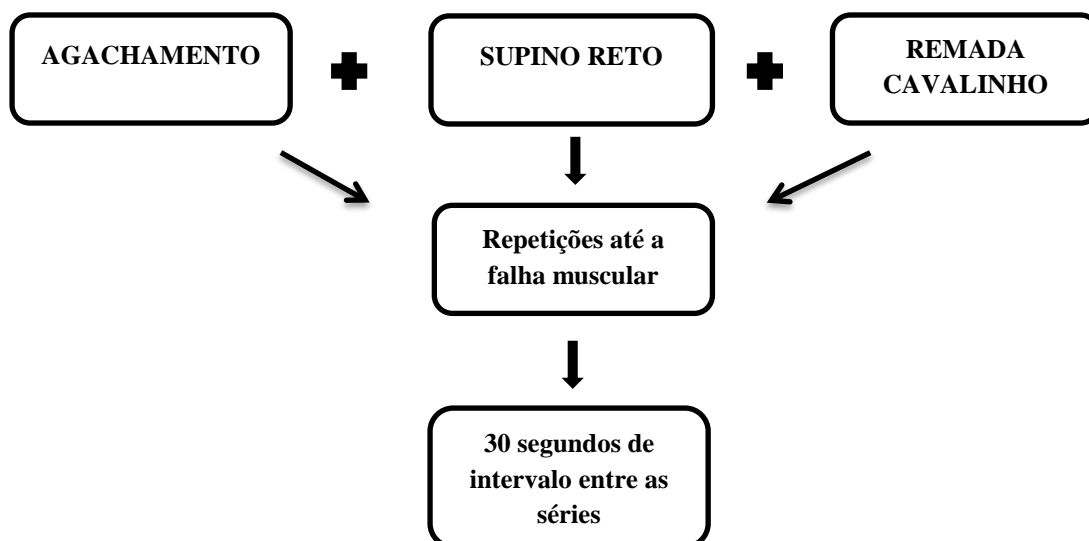 AGACHAMENTO
SUPINO RETO
REMADA
CAVALINHO
Repetições até a
falha muscular
30 segundos de
intervalo entre as
séries